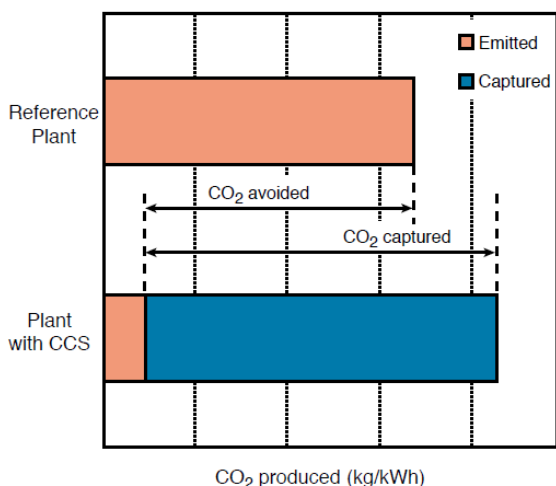 Emitted
Captured
Reference
Plant
CO₂ avoided
CO₂ captured
Plant
with CCS
CO₂ produced (kg/kWh)